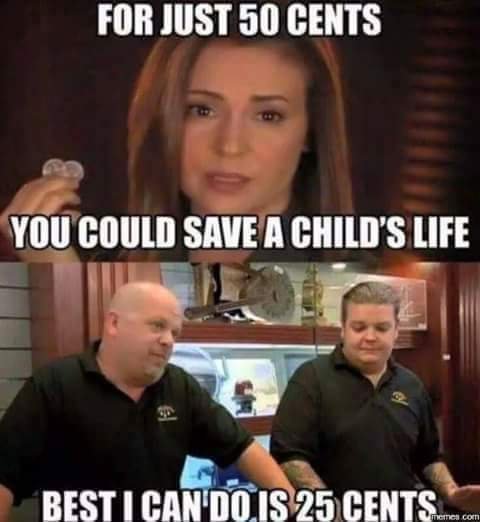 FOR JUST 50 CENTS
YOU COULD SAVE A CHILD'S LIFE
BEST I CAN DO IS 25 CENTS
memes.com